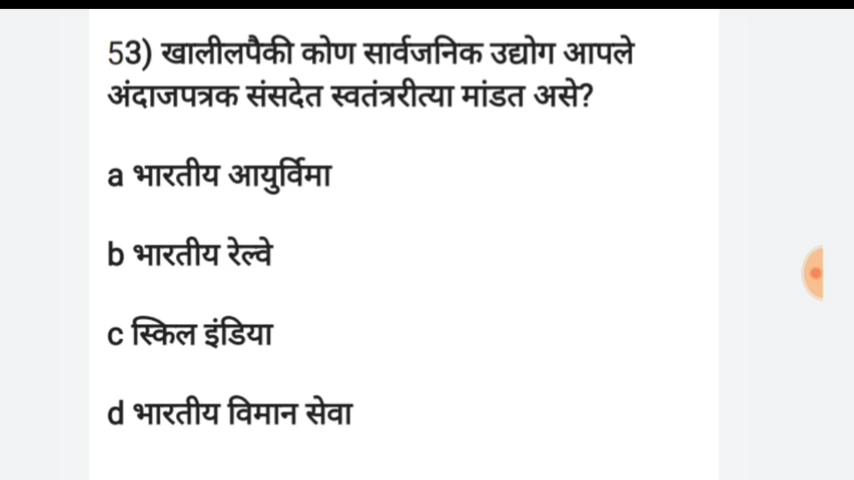 53) खालीलपैकी कोण सार्वजनिक उद्योग आपले
अंदाजपत्रक संसदेत स्वतंत्ररीत्या मांडत असे?
a भारतीय आयुर्विमा
b भारतीय रेल्वे
c स्किल इंडिया
d भारतीय विमान सेवा